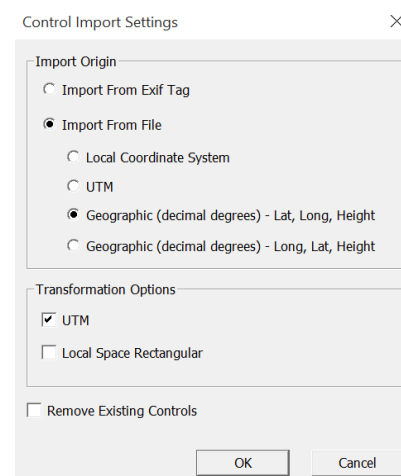 Control Import Settings
Import Origin
Import From Exif Tag
Import From File
Local Coordinate System
UTM
Geographic (decimal degrees) - Lat, Long, Height
Geographic (decimal degrees) - Long, Lat, Height
Transformation Options
UTM
Local Space Rectangular
Remove Existing Controls
OK Cancel